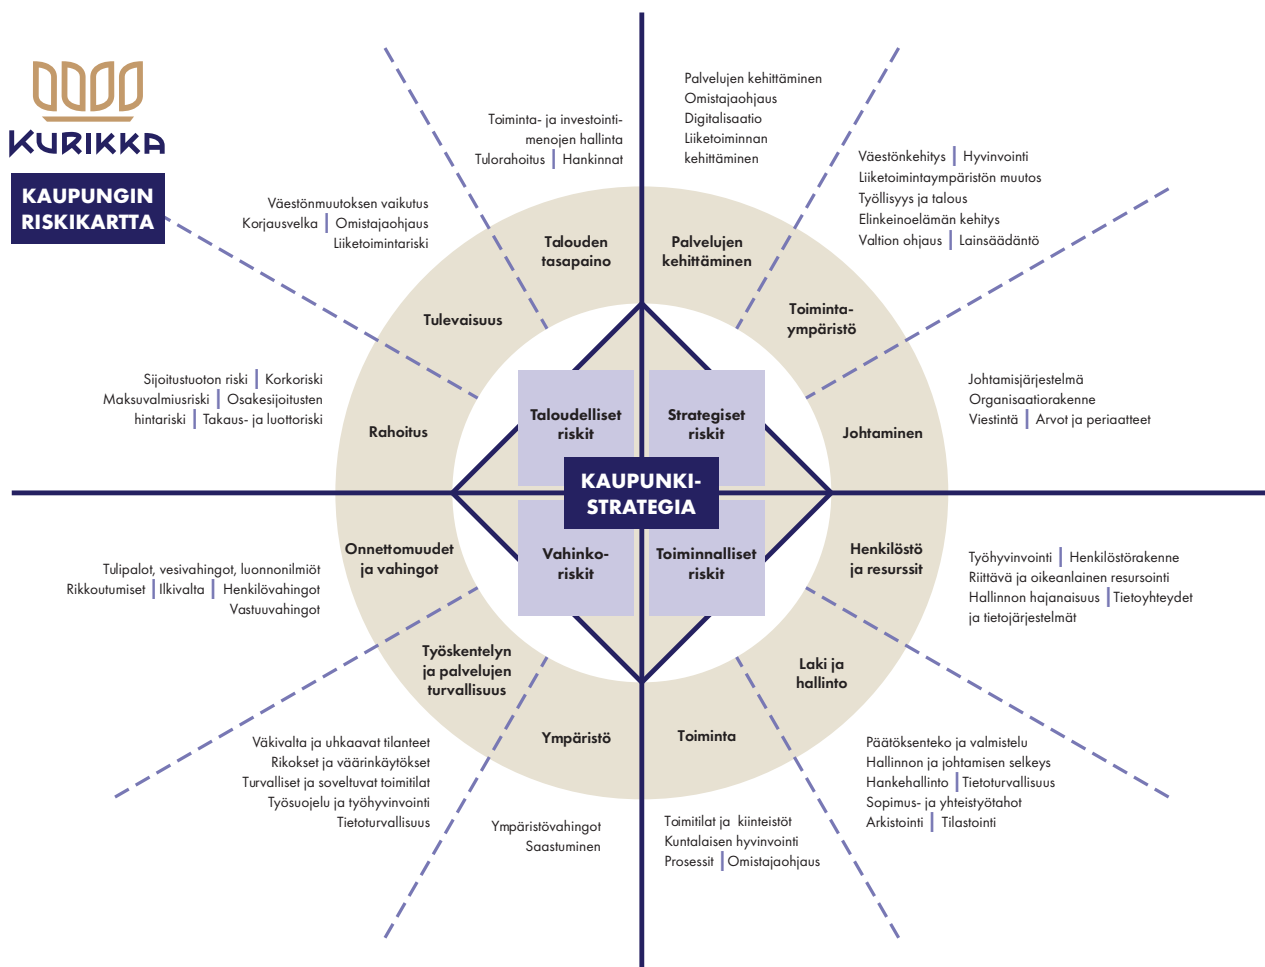 KURIKKA
KAUPUNGIN
RISKIKARTTA
Toiminta- ja investointi-
menojen hallinta
Tulorahoitus | Hankinnat
Palvelujen kehittäminen
Omistajaohjaus
Digitalisaatio
Liiketoiminnan
kehittäminen
Väestönkehitys | Hyvinvointi
Liiketoimintaympäristön muutos
Työllisyys ja talous
Elinkeinoelämän kehitys
Valtion ohjaus | Lainsäädäntö
Väestönmuutoksen vaikutus
Korjausvelka | Omistajaohjaus
Liiketoimintariski
Talouden
tasapaino
Palvelujen
kehittäminen
Tulevaisuus
Toiminta-
ympäristö
Sijoitustuoton riski | Korkoriski
Maksuvalmiusriski | Osakesijoitusten
hintariski | Takaus- ja luottoriski
Rahoitus
Taloudelliset
riskit
Strategiset
riskit
Johtaminen
Johtamisjärjestelmä
Organisaatiorakenne
Viestintä | Arvot ja periaatteet
KAUPUNKI-
STRATEGIA
Tulipalot, vesivahingot, luonnonilmiöt
Rikkoutumiset | Ilkivalta | Henkilövahingot
Vastuuvahingot
Onnettomuudet
ja vahingot
Vahinko-
riskit
Toiminnalliset
riskit
Henkilöstö
ja resurssit
Työhyvinvointi | Henkilöstörakenne
Riittävä ja oikeanlainen resursointi
Hallinnon hajanaisuus | Tietoyhteydet
ja tietojärjestelmät
Työskentelyn
ja palvelujen
turvallisuus
Laki ja
hallinto
Ympäristö
Toiminta
Väkivalta ja uhkaavat tilanteet
Rikokset ja väärinkäytökset
Turvalliset ja soveltuvat toimitilat
Työsuojelu ja työhyvinvointi
Tietoturvallisuus
Ympäristövahingot
Saastuminen
Toimitilat ja kiinteistöt
Kuntalaisen hyvinvointi
Prosessit | Omistajaohjaus
Päätöksenteko ja valmistelu
Hallinnon ja johtamisen selkeys
Hankehallinto | Tietoturvallisuus
Sopimus- ja yhteistyötahot
Arkistointi | Tilastointi